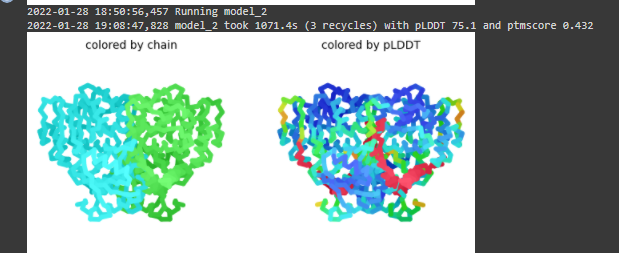 2022-01-28 18:50:56,457 Running model_2
2022-01-28 19:08:47,828 model_2 took 1071.4s (3 recycles) with pLDDT 75.1 and ptmscore 0.432
colored by chain
colored by pLDDT